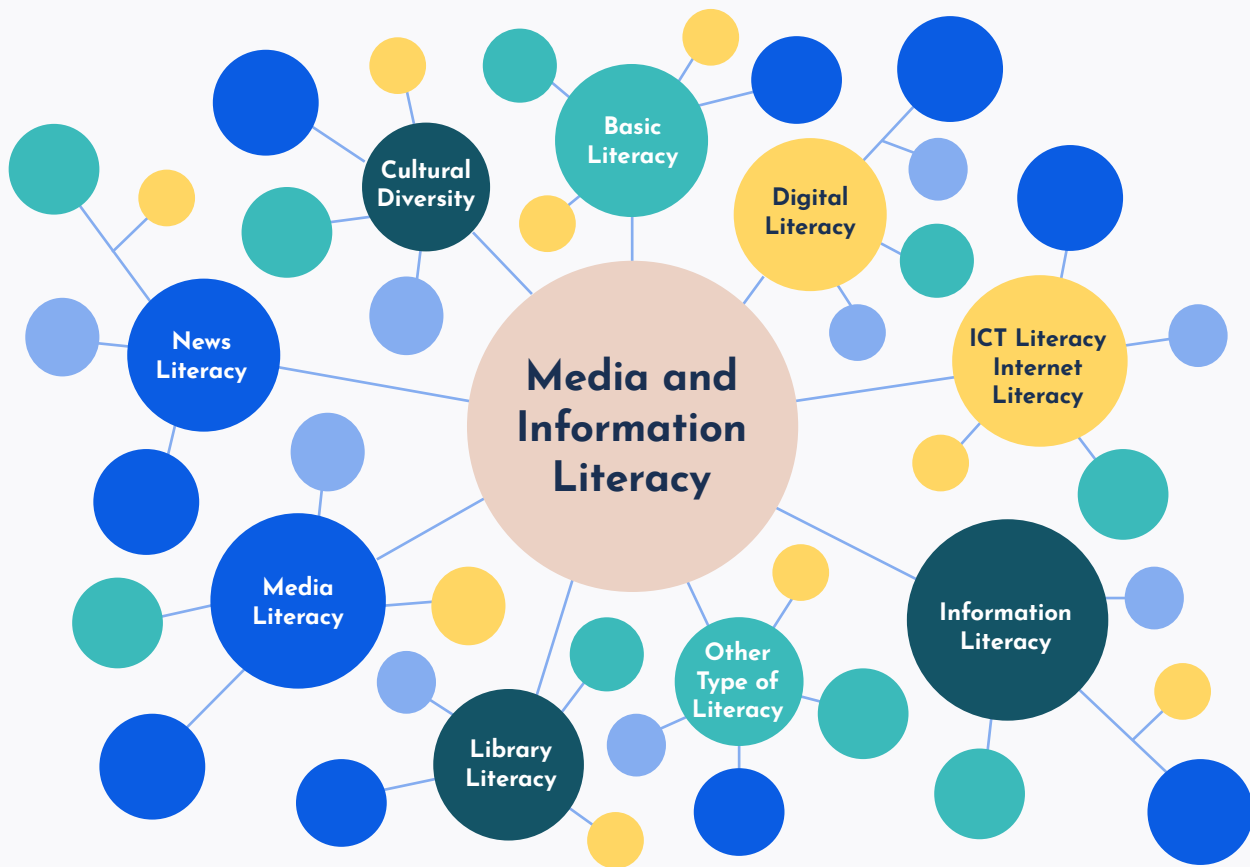 Basic
Literacy
Cultural
Diversity
Digital
Literacy
News
Literacy
ICT Literacy
Internet
Literacy
Media and
Information
Literacy
Media
Literacy
Information
Literacy
Other
Type of
Literacy
Library
Literacy